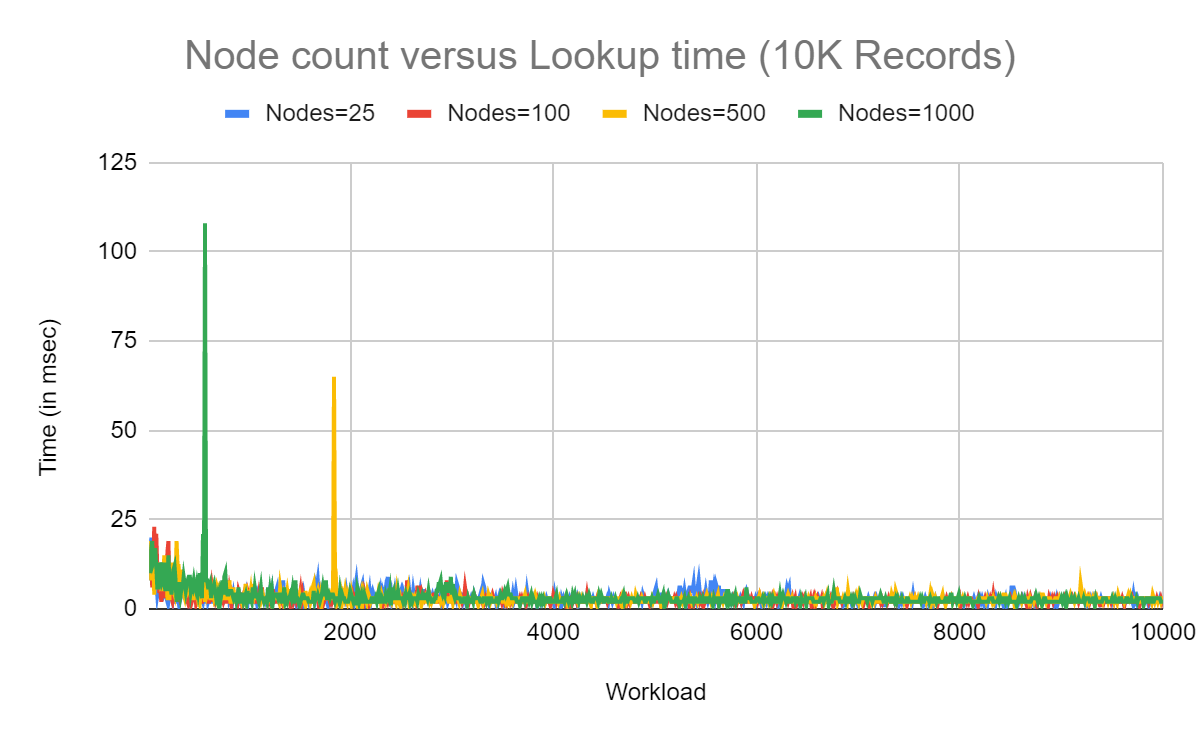 Node count versus Lookup time (10K Records)
Nodes=25 Nodes=100 Nodes=500 Nodes=1000
125
100
75
50
25
0
Time (in msec)
2000 4000 6000 8000 10000
Workload